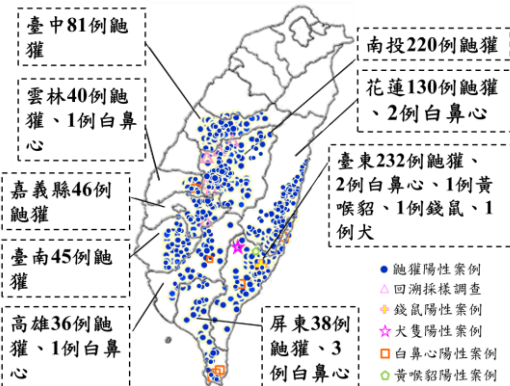 臺中81例鼬
獾
雲林40例鼬
獾、1例白鼻
心
嘉義縣46例
鼬獾
臺南45例鼬
獾
高雄36例鼬
獾、1例白鼻
心
南投220例鼬獾
花蓮130例鼬獾
、2例白鼻心
臺東232例鼬獾、
2例白鼻心、1例黃
喉貂、1例錢鼠、1
例犬
屏東38例
鼬獾、3
例白鼻心
鼬獾陽性案例
回溯採樣調查
錢鼠陽性案例
犬隻陽性案例
白鼻心陽性案例
黃喉貂陽性案例